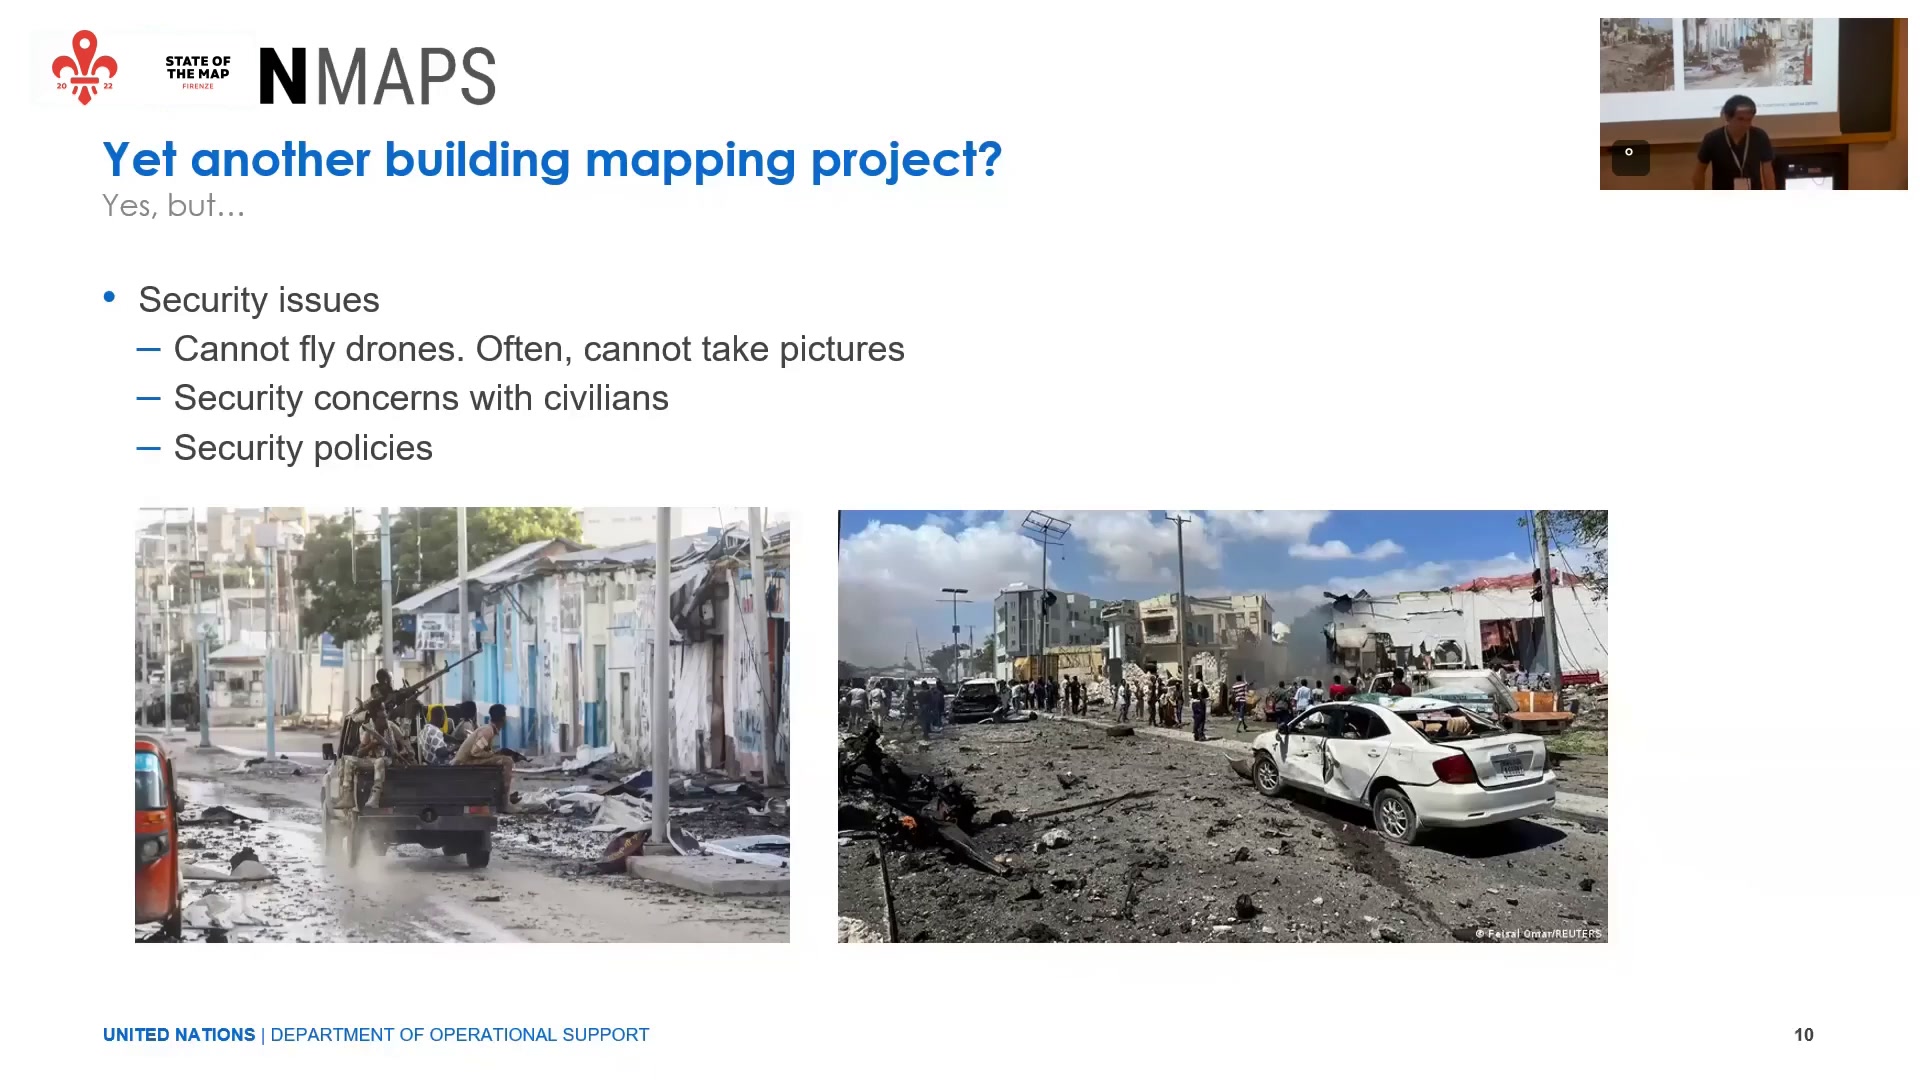 20 22
STATE OF
THE MAP
FIRENZE
NMAPS
Yet another building mapping project?
Yes, but...
• Security issues
– Cannot fly drones. Often, cannot take pictures
– Security concerns with civilians
– Security policies
© Feisal Omar/REUTERS
UNITED NATIONS | DEPARTMENT OF OPERATIONAL SUPPORT
10